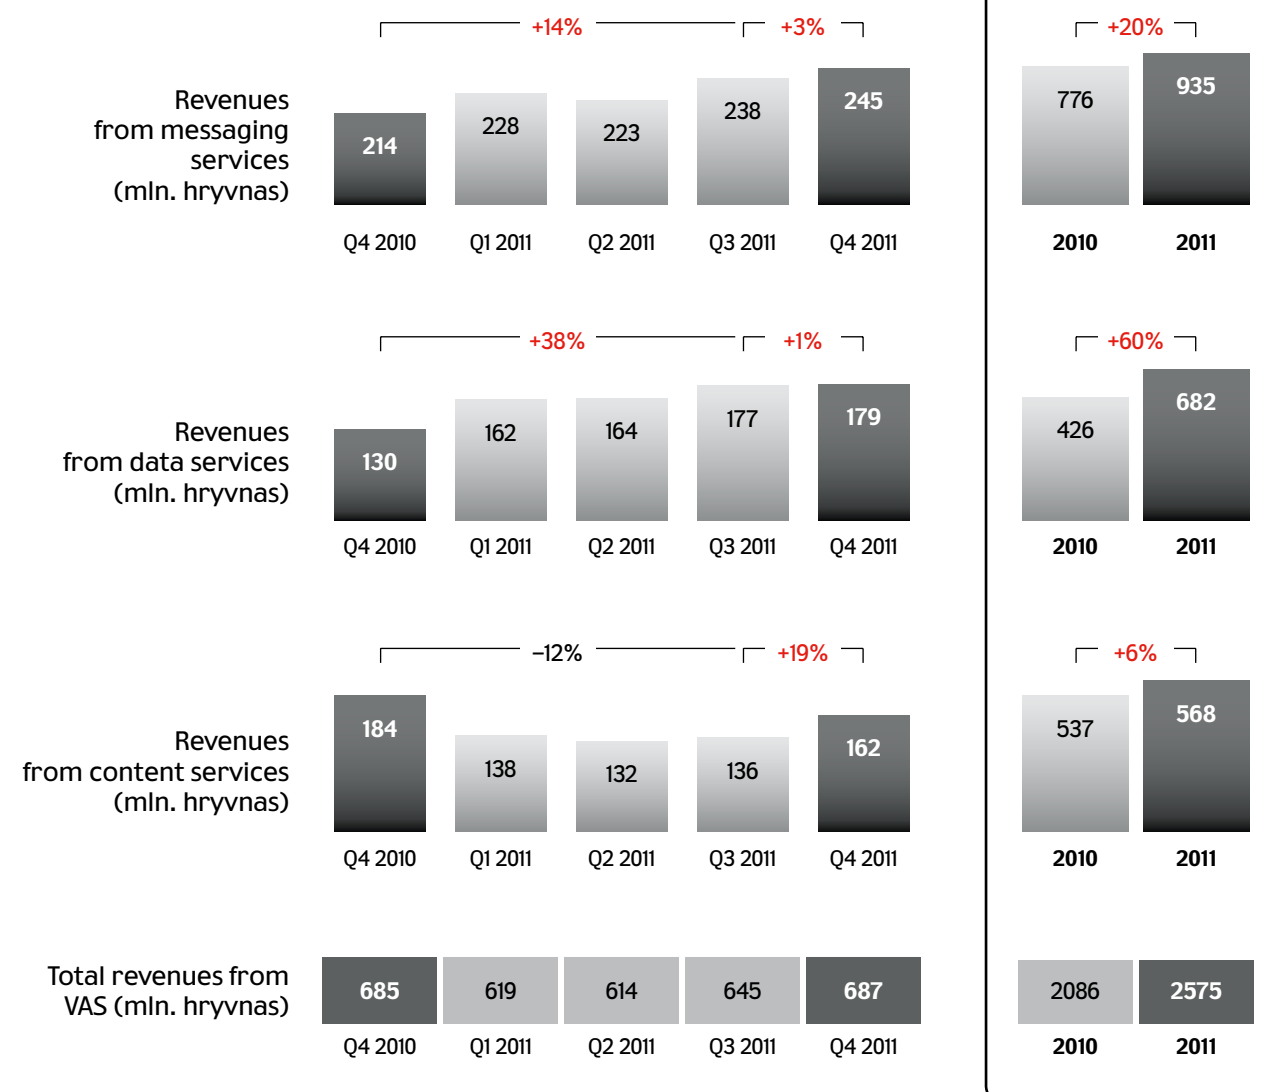 +14% +3% +20%
Revenues
from messaging
services
(mln. hryvnas)
214 228 223 238 245 776 935
Q4 2010 Q1 2011 Q2 2011 Q3 2011 Q4 2011 2010 2011
+38% +1% +60%
Revenues
from data services
(mln. hryvnas)
130 162 164 177 179 426 682
Q4 2010 Q1 2011 Q2 2011 Q3 2011 Q4 2011 2010 2011
–12% +19% +6%
Revenues
from content services
(mln. hryvnas)
184 138 132 136 162 537 568
Q4 2010 Q1 2011 Q2 2011 Q3 2011 Q4 2011 2010 2011
Total revenues from
VAS (mln. hryvnas)
685 619 614 645 687 2086 2575
Q4 2010 Q1 2011 Q2 2011 Q3 2011 Q4 2011 2010 2011